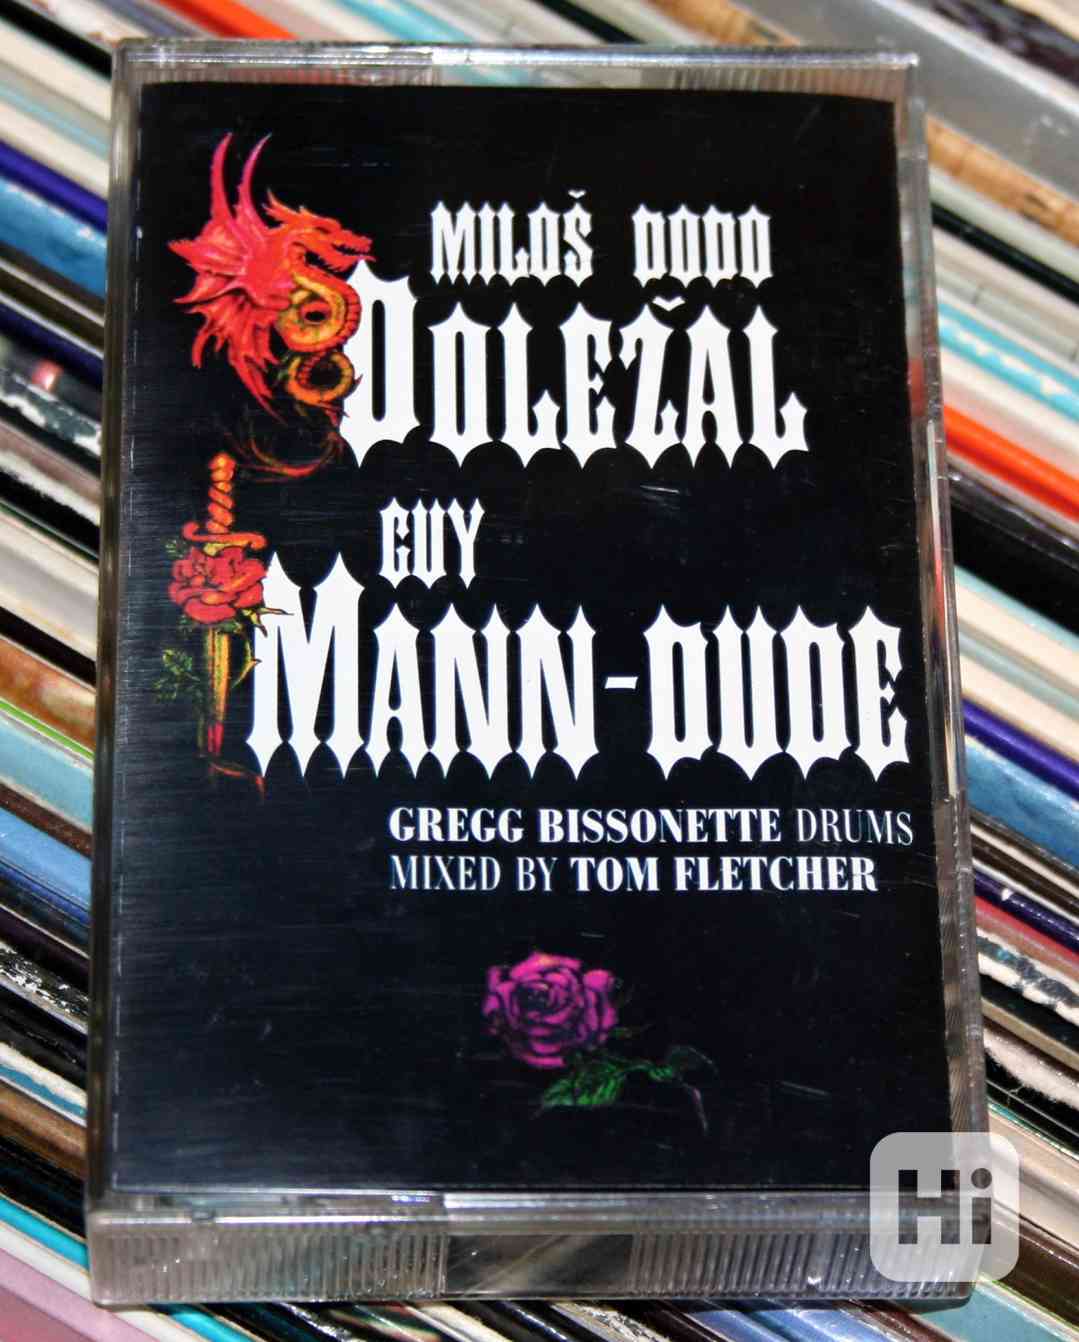 MILOŠ DODO
DOLEŽAL
GUY
MANN-DUDE
GREGG BISSONETTE DRUMS
MIXED BY TOM FLETCHER
Hi